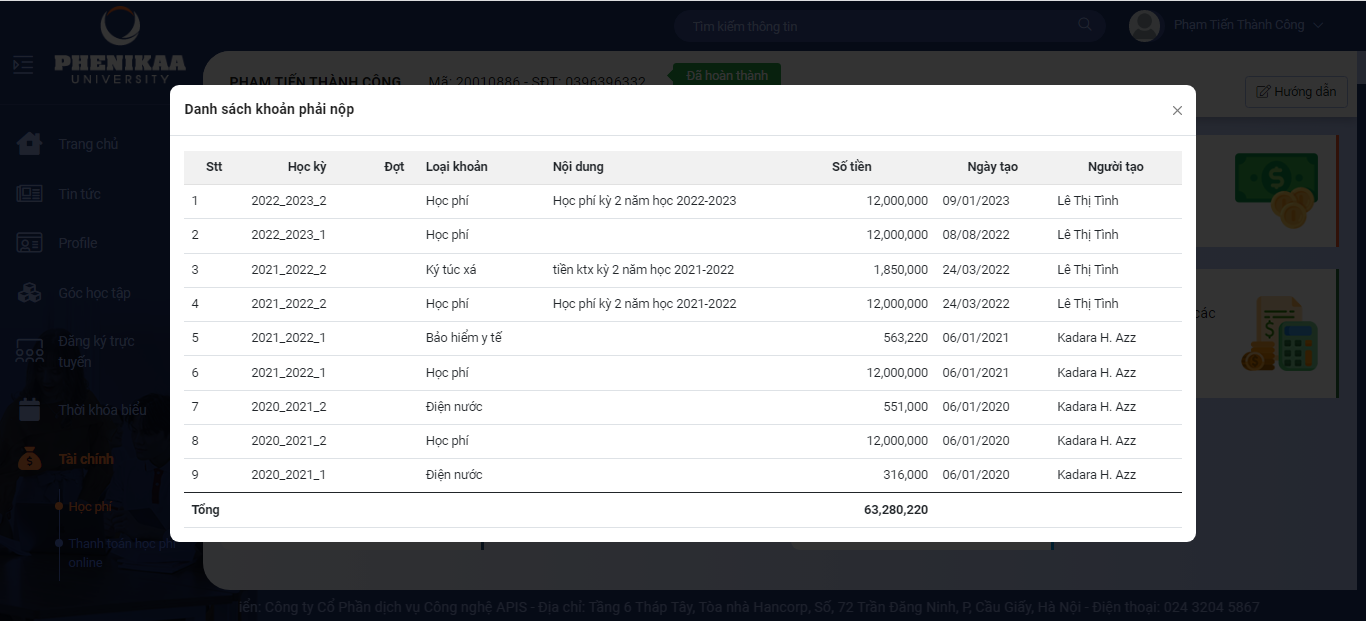 Tìm kiếm thông tin
Phạm Tiến Thành Công
PHENIKAA
UNIVERSITY
PHẠM TIẾN THÀNH CÔNG Mã: 20010886 - SĐT: 0396396332 Đã hoàn thành
Hướng dẫn
Trang chủ
Tin tức
Profile
Góc học tập
Đăng ký trực
tuyến
Thời khóa biểu
Tài chính
Học phí
Thanh toán học phí
online
Danh sách khoản phải nộp
Stt Học kỳ Đợt Loại khoản Nội dung Số tiền Ngày tạo Người tạo
1 2022_2023_2 Học phí Học phí kỳ 2 năm học 2022-2023 12,000,000 09/01/2023 Lê Thị Tình
2 2022_2023_1 Học phí 12,000,000 08/08/2022 Lê Thị Tình
3 2021_2022_2 Ký túc xá tiền ktx kỳ 2 năm học 2021-2022 1,850,000 24/03/2022 Lê Thị Tình
4 2021_2022_2 Học phí Học phí kỳ 2 năm học 2021-2022 12,000,000 24/03/2022 Lê Thị Tình
5 2021_2022_1 Bảo hiểm y tế 563,220 06/01/2021 Kadara H. Azz
6 2021_2022_1 Học phí 12,000,000 06/01/2021 Kadara H. Azz
7 2020_2021_2 Điện nước 551,000 06/01/2020 Kadara H. Azz
8 2020_2021_2 Học phí 12,000,000 06/01/2020 Kadara H. Azz
9 2020_2021_1 Điện nước 316,000 06/01/2020 Kadara H. Azz
Tổng 63,280,220
các
iển: Công ty Cổ Phần dịch vụ Công nghệ APIS - Địa chỉ: Tầng 6 Tháp Tây, Tòa nhà Hancorp, Số, 72 Trần Đăng Ninh, P, Cầu Giấy, Hà Nội - Điện thoại: 024 3204 5867